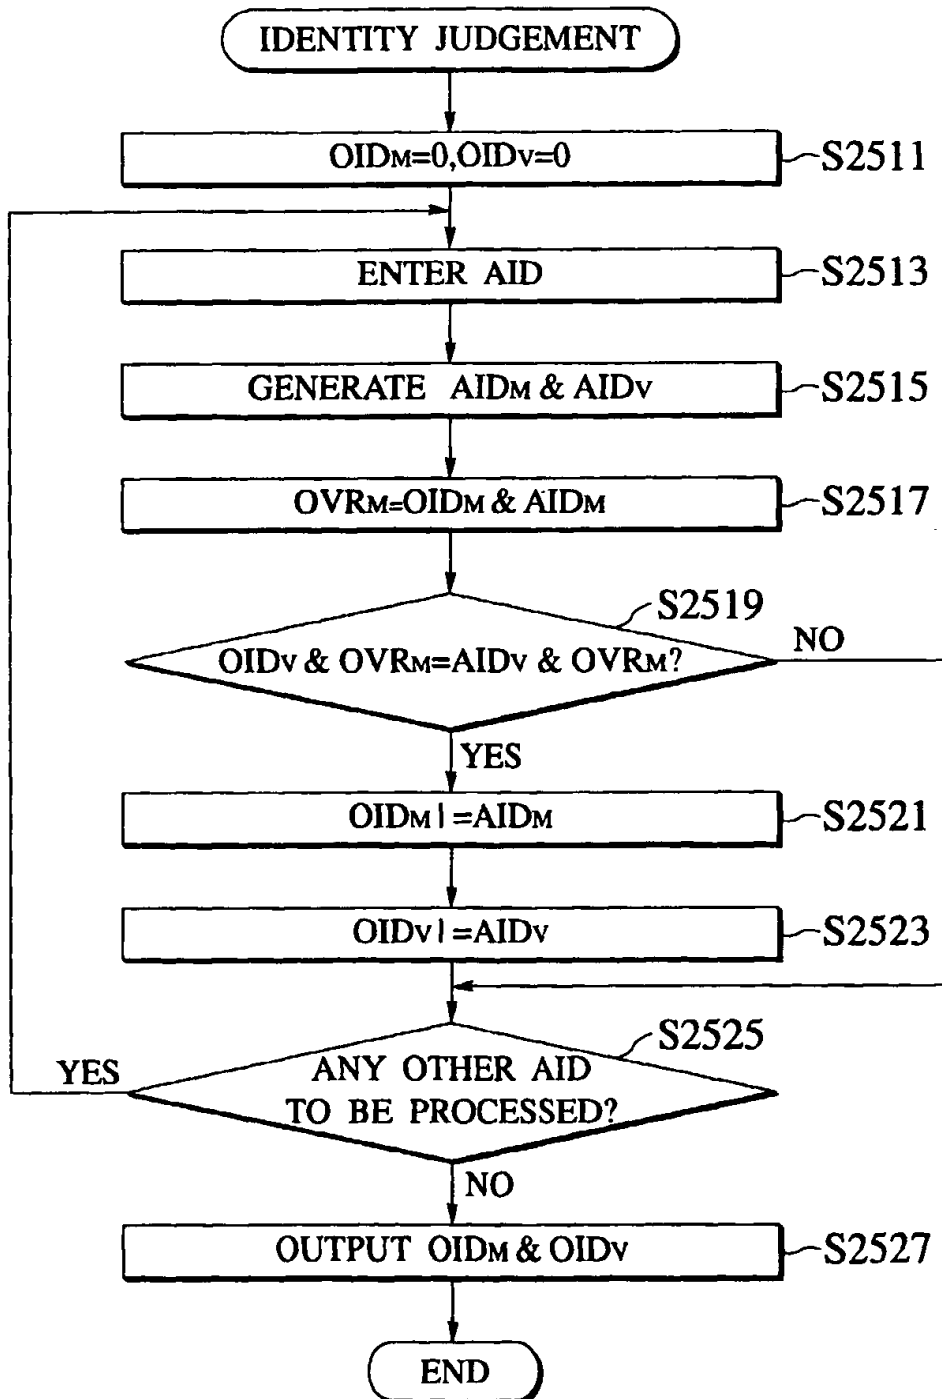 IDENTITY JUDGEMENT
OIDM=0,OIDV=0
S2511
ENTER AID
S2513
GENERATE AIDM & AIDV
S2515
OVRM=OIDM & AIDM
S2517
S2519
OIDV & OVRM=AIDV & OVRM?
NO
YES
OIDM|=AIDM
S2521
OIDV|=AIDV
S2523
S2525
YES
ANY OTHER AID
TO BE PROCESSED?
NO
OUTPUT OIDM & OIDV
S2527
END